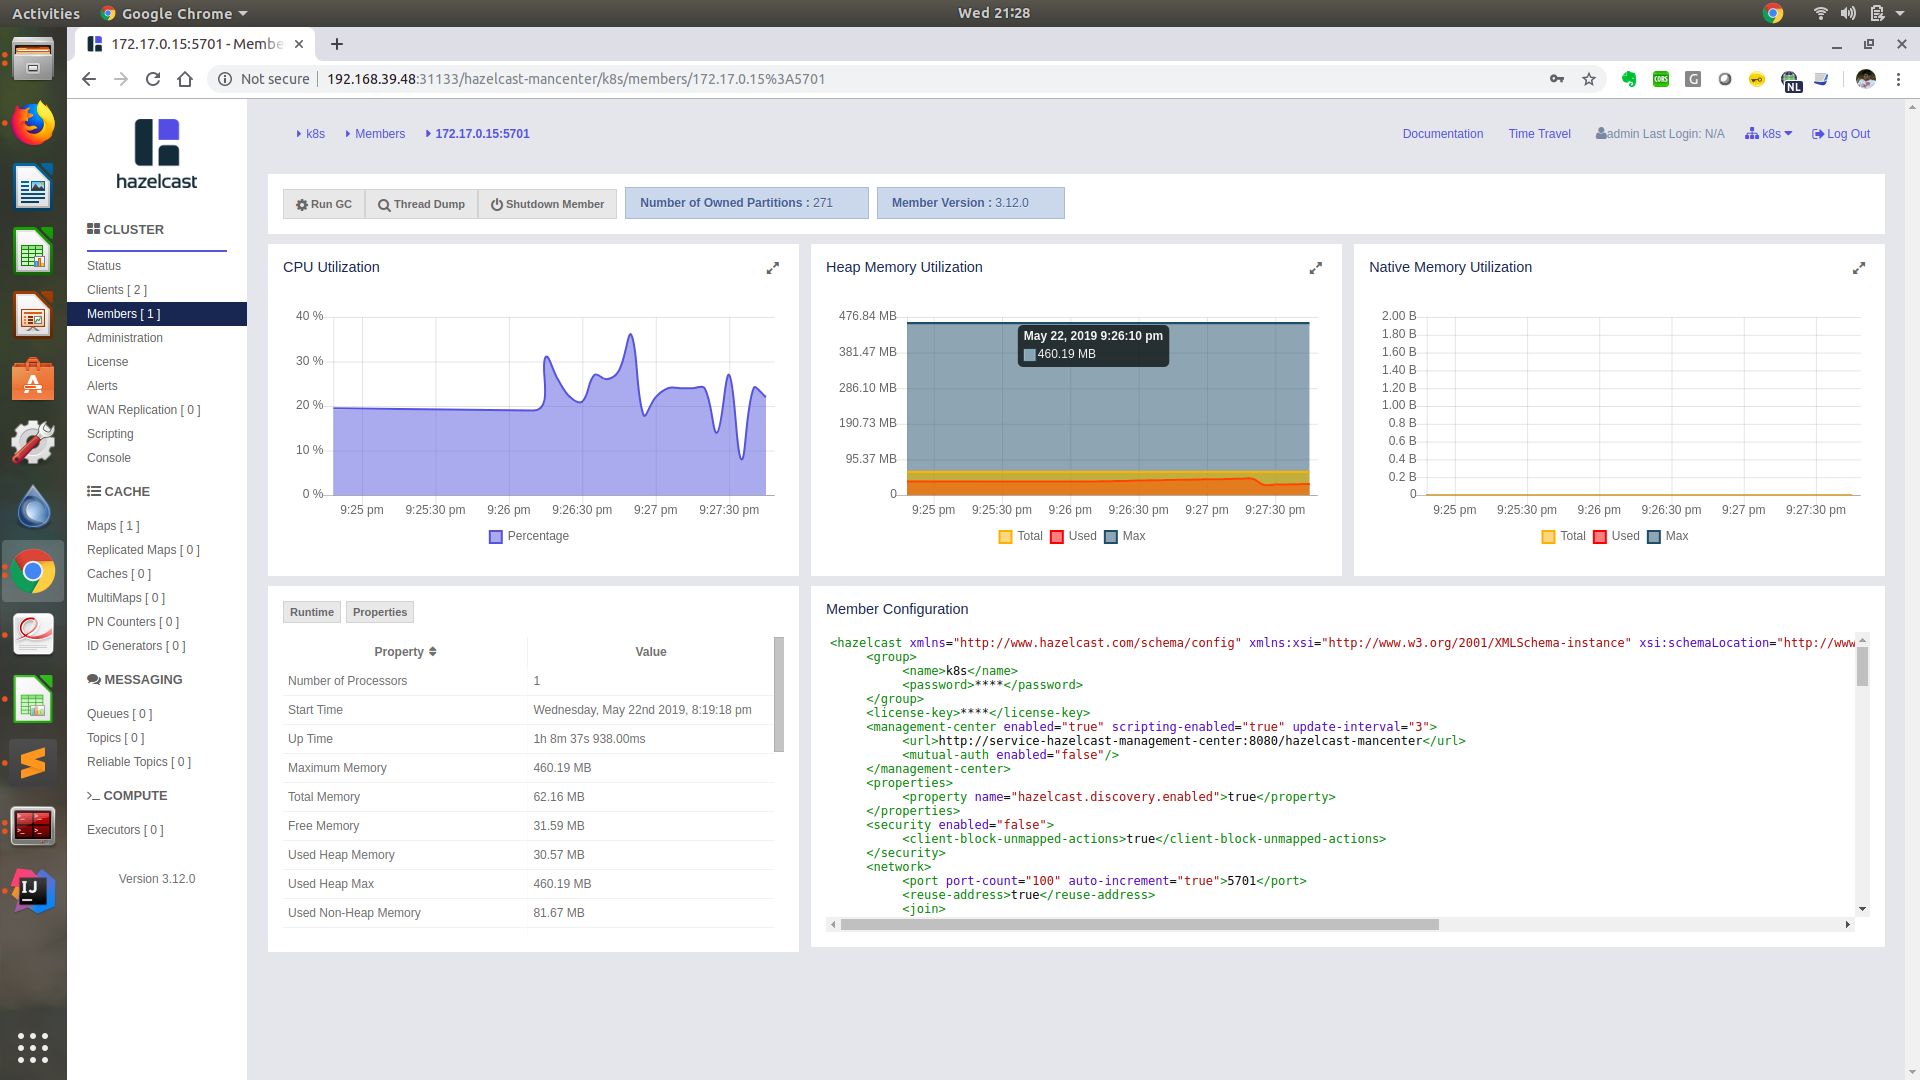 Activities Google Chrome Wed 21:28
172.17.0.15:5701 - Membe
Not secure 192.168.39.48:31133/hazelcast-mancenter/k8s/members/172.17.0.15%3A5701
CORS G NL
hazelcast
CLUSTER
Status
Clients [ 2 ]
Members [ 1 ]
Administration
License
Alerts
WAN Replication [ 0 ]
Scripting
Console
CACHE
Maps [ 1 ]
Replicated Maps [ 0 ]
Caches [ 0 ]
MultiMaps [ 0 ]
PN Counters [ 0 ]
ID Generators [ 0 ]
MESSAGING
Queues [ 0 ]
Topics [ 0 ]
Reliable Topics [ 0 ]
COMPUTE
Executors [ 0 ]
Version 3.12.0
k8s Members 172.17.0.15:5701
Documentation Time Travel admin Last Login: N/A k8s Log Out
Run GC Thread Dump Shutdown Member Number of Owned Partitions : 271 Member Version : 3.12.0
CPU Utilization
40 %
30 %
20 %
10 %
0 %
9:25 pm 9:25:30 pm 9:26 pm 9:26:30 pm 9:27 pm 9:27:30 pm
Percentage
Heap Memory Utilization
476.84 MB
381.47 MB
286.10 MB
190.73 MB
95.37 MB
0
May 22, 2019 9:26:10 pm
460.19 MB
9:25 pm 9:25:30 pm 9:26 pm 9:26:30 pm 9:27 pm 9:27:30 pm
Total Used Max
Native Memory Utilization
2.00 B
1.80 B
1.60 B
1.40 B
1.20 B
1.00 B
0.8 B
0.6 B
0.4 B
0.2 B
0
9:25 pm 9:25:30 pm 9:26 pm 9:26:30 pm 9:27 pm 9:27:30 pm
Total Used Max
Runtime Properties
Property Value
Number of Processors 1
Start Time Wednesday, May 22nd 2019, 8:19:18 pm
Up Time 1h 8m 37s 938.00ms
Maximum Memory 460.19 MB
Total Memory 62.16 MB
Free Memory 31.59 MB
Used Heap Memory 30.57 MB
Used Heap Max 460.19 MB
Used Non-Heap Memory 81.67 MB
Member Configuration
<hazelcast xmlns="http://www.hazelcast.com/schema/config" xmlns:xsi="http://www.w3.org/2001/XMLSchema-instance" xsi:schemaLocation="http://www
<group>
<name>k8s</name>
<password>****</password>
</group>
<license-key>****</license-key>
<management-center enabled="true" scripting-enabled="true" update-interval="3">
<url>http://service-hazelcast-management-center:8080/hazelcast-mancenter</url>
<mutual-auth enabled="false"/>
</management-center>
<properties>
<property name="hazelcast.discovery.enabled">true</property>
</properties>
<security enabled="false">
<client-block-unmapped-actions>true</client-block-unmapped-actions>
</security>
<network>
<port port-count="100" auto-increment="true">5701</port>
<reuse-address>true</reuse-address>
<join>
IJ